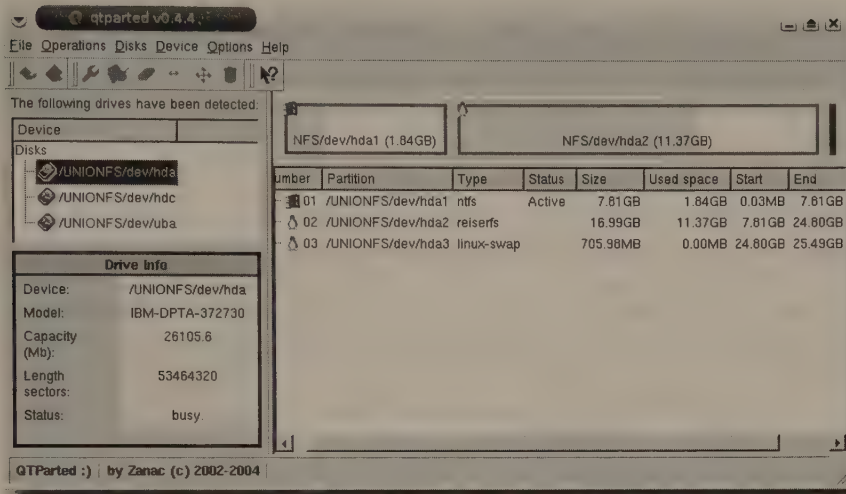 qtparted v0.4.4
File Operations Disks Device Options Help
The following drives have been detected:
Device
Disks
/UNIONFS/dev/hda
/UNIONFS/dev/hdc
/UNIONFS/dev/uba
Drive Info
Device: /UNIONFS/dev/hda
Model: IBM-DPTA-372730
Capacity (Mb): 26105.6
Length sectors: 53464320
Status: busy.
QTParted :) by Zanac (c) 2002-2004
NFS/dev/hda1 (1.84GB) NFS/dev/hda2 (11.37GB)
umber Partition Type Status Size Used space Start End
01 /UNIONFS/dev/hda1 ntfs Active 7.81GB 1.84GB 0.03MB 7.81GB
02 /UNIONFS/dev/hda2 reiserfs 16.99GB 11.37GB 7.81GB 24.80GB
03 /UNIONFS/dev/hda3 linux-swap 705.98MB 0.00MB 24.80GB 25.49GB